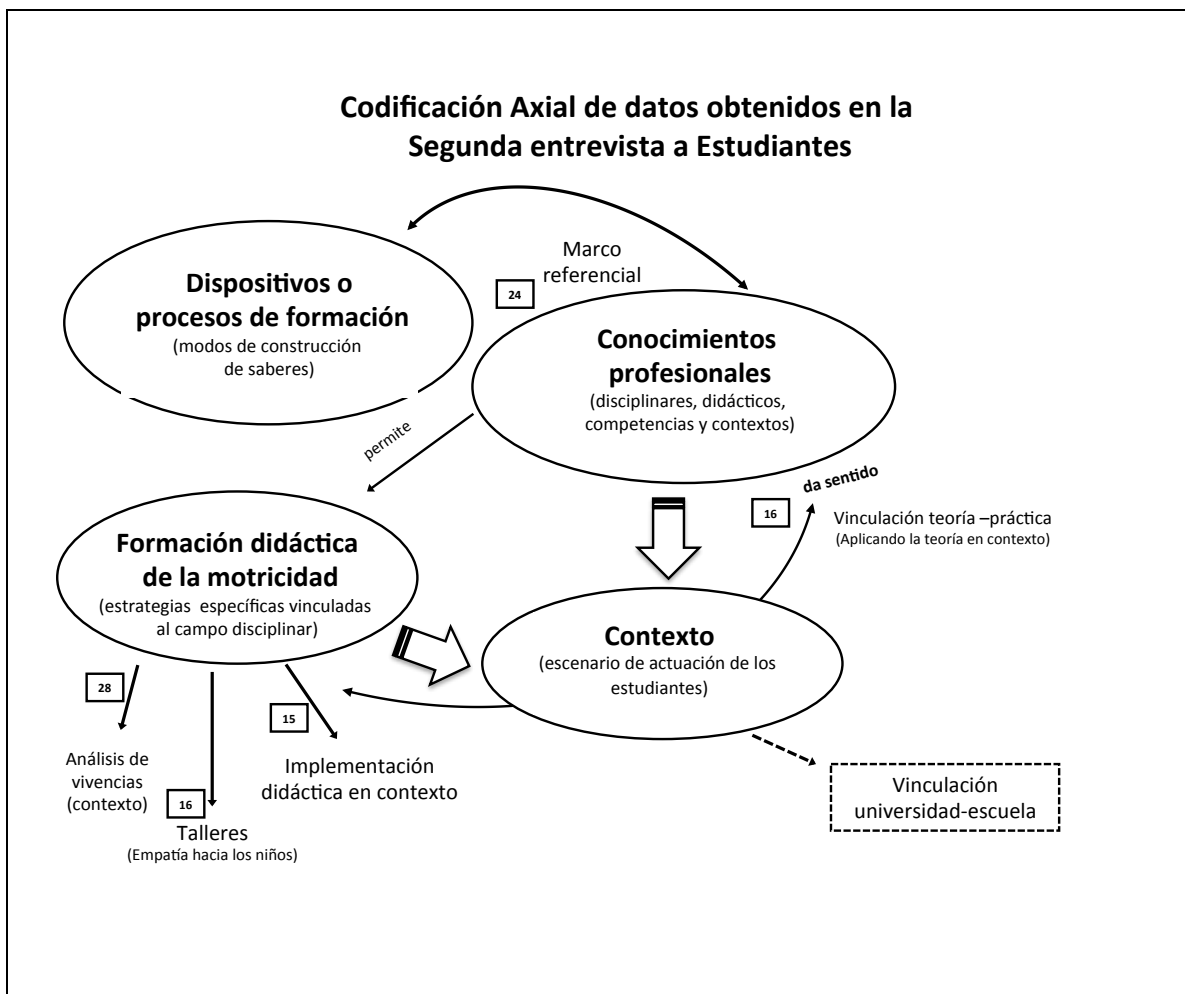 Codificación Axial de datos obtenidos en la
Segunda entrevista a Estudiantes
Dispositivos o
procesos de formación
(modos de construcción
de saberes)
Marco
referencial
24
Conocimientos
profesionales
(disciplinares, didácticos,
competencias y contextos)
permite
da sentido
16
Vinculación teoría –práctica
(Aplicando la teoría en contexto)
Formación didáctica
de la motricidad
(estrategias específicas vinculadas
al campo disciplinar)
Contexto
(escenario de actuación de los
estudiantes)
28
Análisis de
vivencias
(contexto)
16
Talleres
(Empatía hacia los niños)
15
Implementación
didáctica en contexto
Vinculación
universidad-escuela